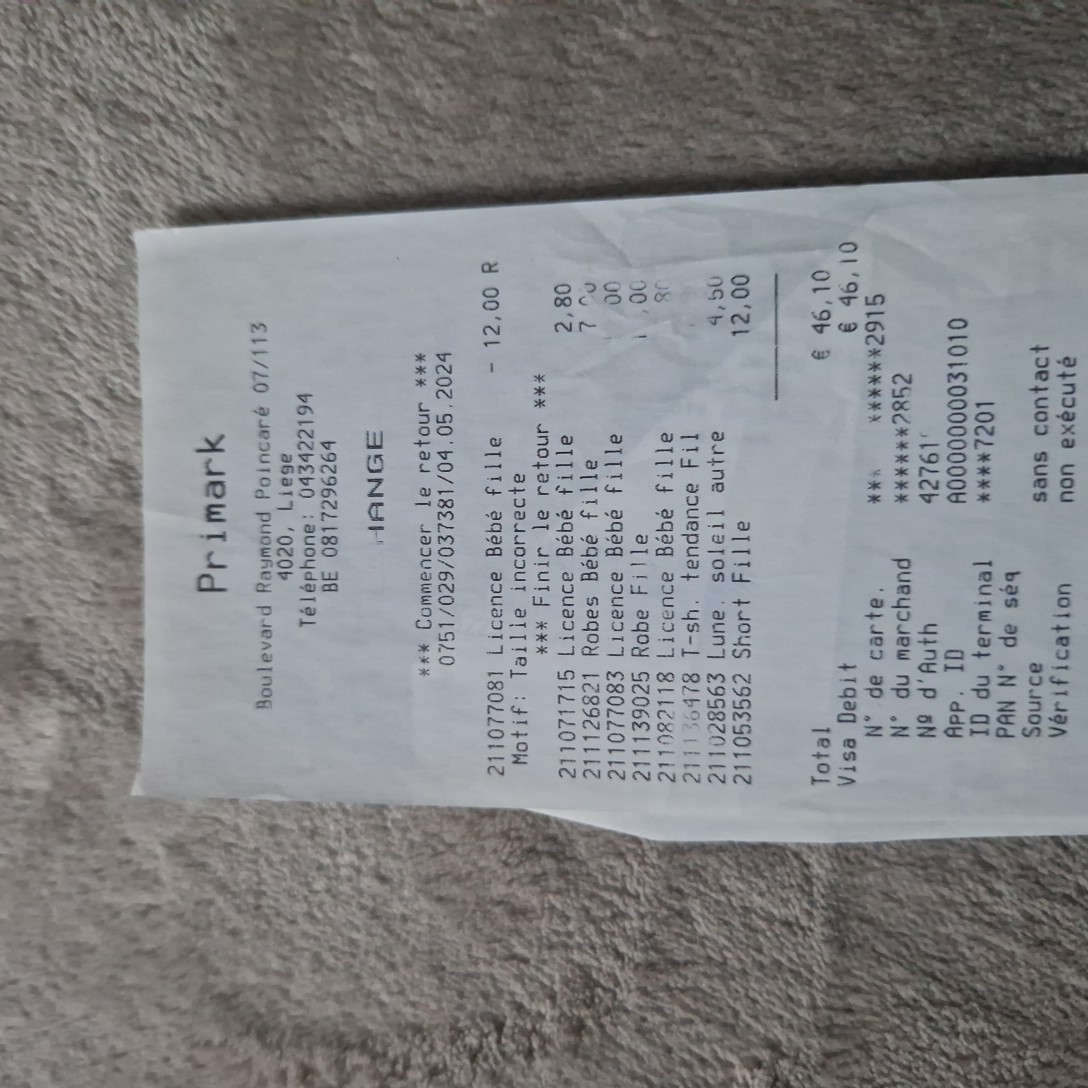 Primark
Boulevard Raymond Poincaré 07/113
4020, Liege
Téléphone: 043422194
BE 0817296264
HANGE
*** Commencer le retour ***
0751/029/037381/04.05.2024
211077081 Licence Bébé fille - 12,00 R
Motif: Taille incorrecte
*** Finir le retour ***
211071715 Licence Bébé fille 2,80
211126821 Robes Bébé fille
211077083 Licence Bébé fille
211139025 Robe Fille
211082118 Licence Bébé fille
211136478 T-sh. tendance Fil
211028563 Lune. soleil autre 4,50
211053562 Short Fille 12,00
Total € 46,10
Visa Debit € 46,10
N° de carte. ******2915
N° du marchand ******2852
Nº d'Auth
App. ID A0000000031010
ID du terminal ****7201
PAN N° de séq
Source sans contact
Vérification non exécuté